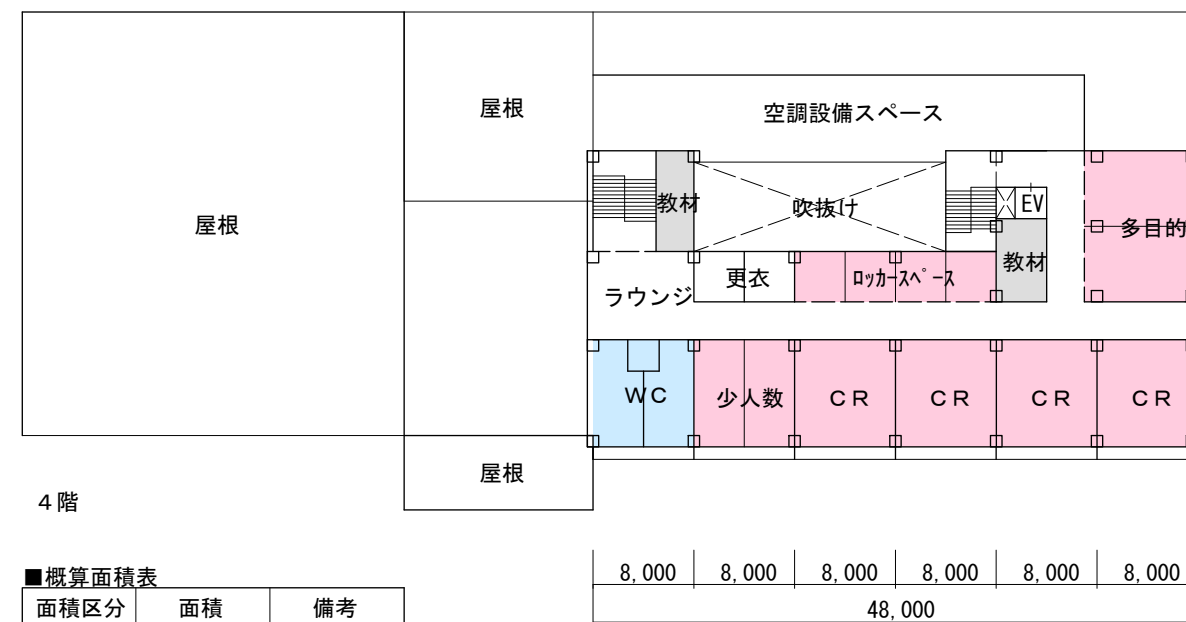 屋根
空調設備スペース
屋根
教材
吹抜け
EV
多目的
教材
更衣
ロッカースペース
ラウンジ
WC
少人数
CR
CR
CR
CR
屋根
4階
8,000
8,000
8,000
8,000
8,000
8,000
48,000
■概算面積表
面積区分
面積
備考